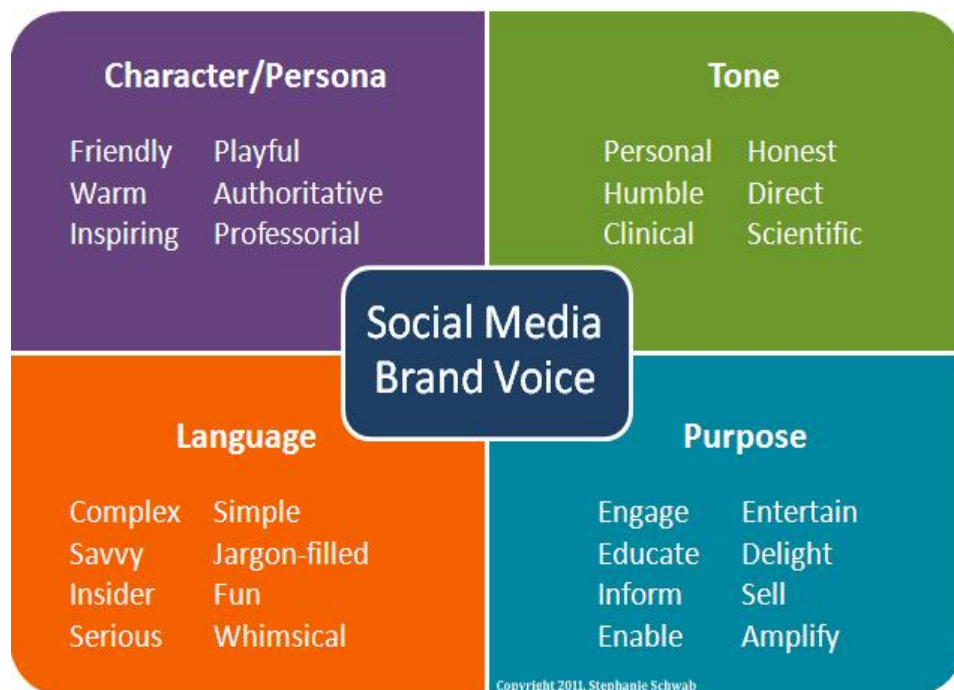 Character/Persona
Friendly Playful
Warm Authoritative
Inspiring Professorial
Tone
Personal Honest
Humble Direct
Clinical Scientific
Social Media
Brand Voice
Language
Complex Simple
Savvy Jargon-filled
Insider Fun
Serious Whimsical
Purpose
Engage Entertain
Educate Delight
Inform Sell
Enable Amplify
Copyright 2011, Stephanie Schwab